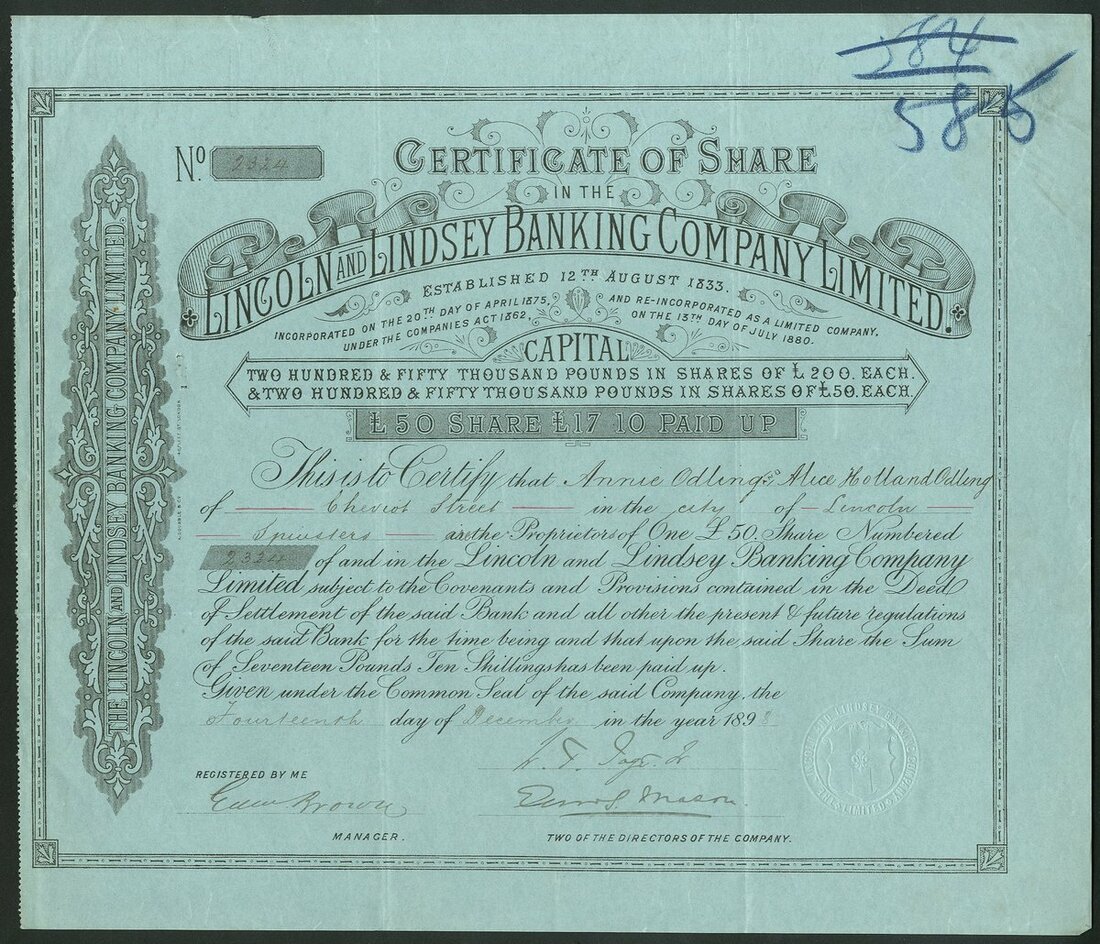 584
585
No. 2324
CERTIFICATE OF SHARE
IN THE
LINCOLN AND LINDSEY BANKING COMPANY LIMITED.
ESTABLISHED 12TH AUGUST 1833.
INCORPORATED ON THE 20TH DAY OF APRIL 1875,
UNDER THE COMPANIES ACT 1862,
AND RE-INCORPORATED AS A LIMITED COMPANY,
ON THE 13TH DAY OF JULY 1880.
CAPITAL
TWO HUNDRED & FIFTY THOUSAND POUNDS IN SHARES OF £200. EACH.
& TWO HUNDRED & FIFTY THOUSAND POUNDS IN SHARES OF £50. EACH.
£50 SHARE £17 10 PAID UP
This is to Certify that Annie Odling & Alice Holland Odling
of Cheviot Street in the city of Lincoln
Spinsters are the Proprietors of One £50. Share Numbered
2324 of and in the Lincoln and Lindsey Banking Company
Limited subject to the Covenants and Provisions contained in the Deed
of Settlement of the said Bank and all other the present & future regulations
of the said Bank for the time being and that upon the said Share the Sum
of Seventeen Pounds Ten Shillings has been paid up.
Given under the Common Seal of the said Company, the
Fourteenth day of December in the year 1898
REGISTERED BY ME
Brown
Mason
MANAGER.
TWO OF THE DIRECTORS OF THE COMPANY.
THE LINCOLN AND LINDSEY BANKING COMPANY, LIMITED.